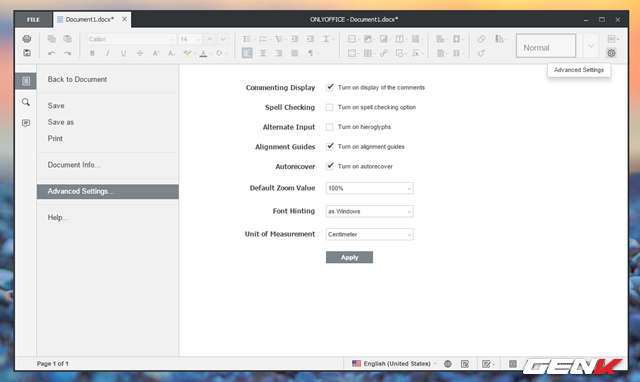 FILE
Document1.docx*
ONLYOFFICE - Document1.docx*
Calibri
14
Normal
Advanced Settings
Back to Document
Save
Save as
Print
Document Info...
Advanced Settings...
Help...
Commenting Display
Turn on display of the comments
Spell Checking
Turn on spell checking option
Alternate Input
Turn on hieroglyphs
Alignment Guides
Turn on alignment guides
Autorecover
Turn on autorecover
Default Zoom Value
100%
Font Hinting
as Windows
Unit of Measurement
Centimeter
Apply
Page 1 of 1
English (United States)
GENK